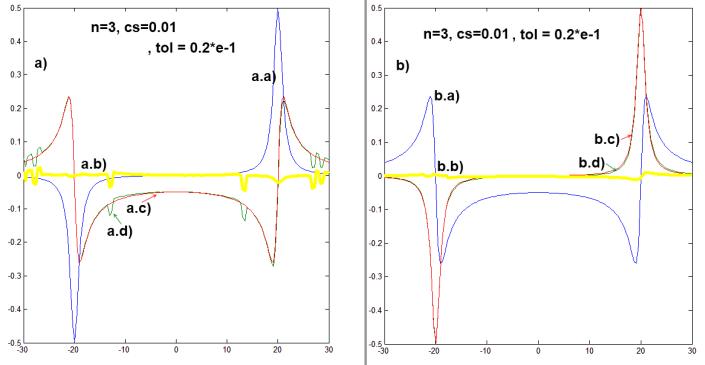 n=3, cs=0.01
, tol = 0.2*e-1
a)
a.a)
a.b)
a.c)
a.d)
0.5
0.4
0.3
0.2
0.1
0
-0.1
-0.2
-0.3
-0.4
-0.5
-30
-20
-10
0
10
20
30
n=3, cs=0.01 , tol = 0.2*e-1
b)
b.a)
b.b)
b.c)
b.d)
0.5
0.4
0.3
0.2
0.1
0
-0.1
-0.2
-0.3
-0.4
-0.5
-30
-20
-10
0
10
20
30